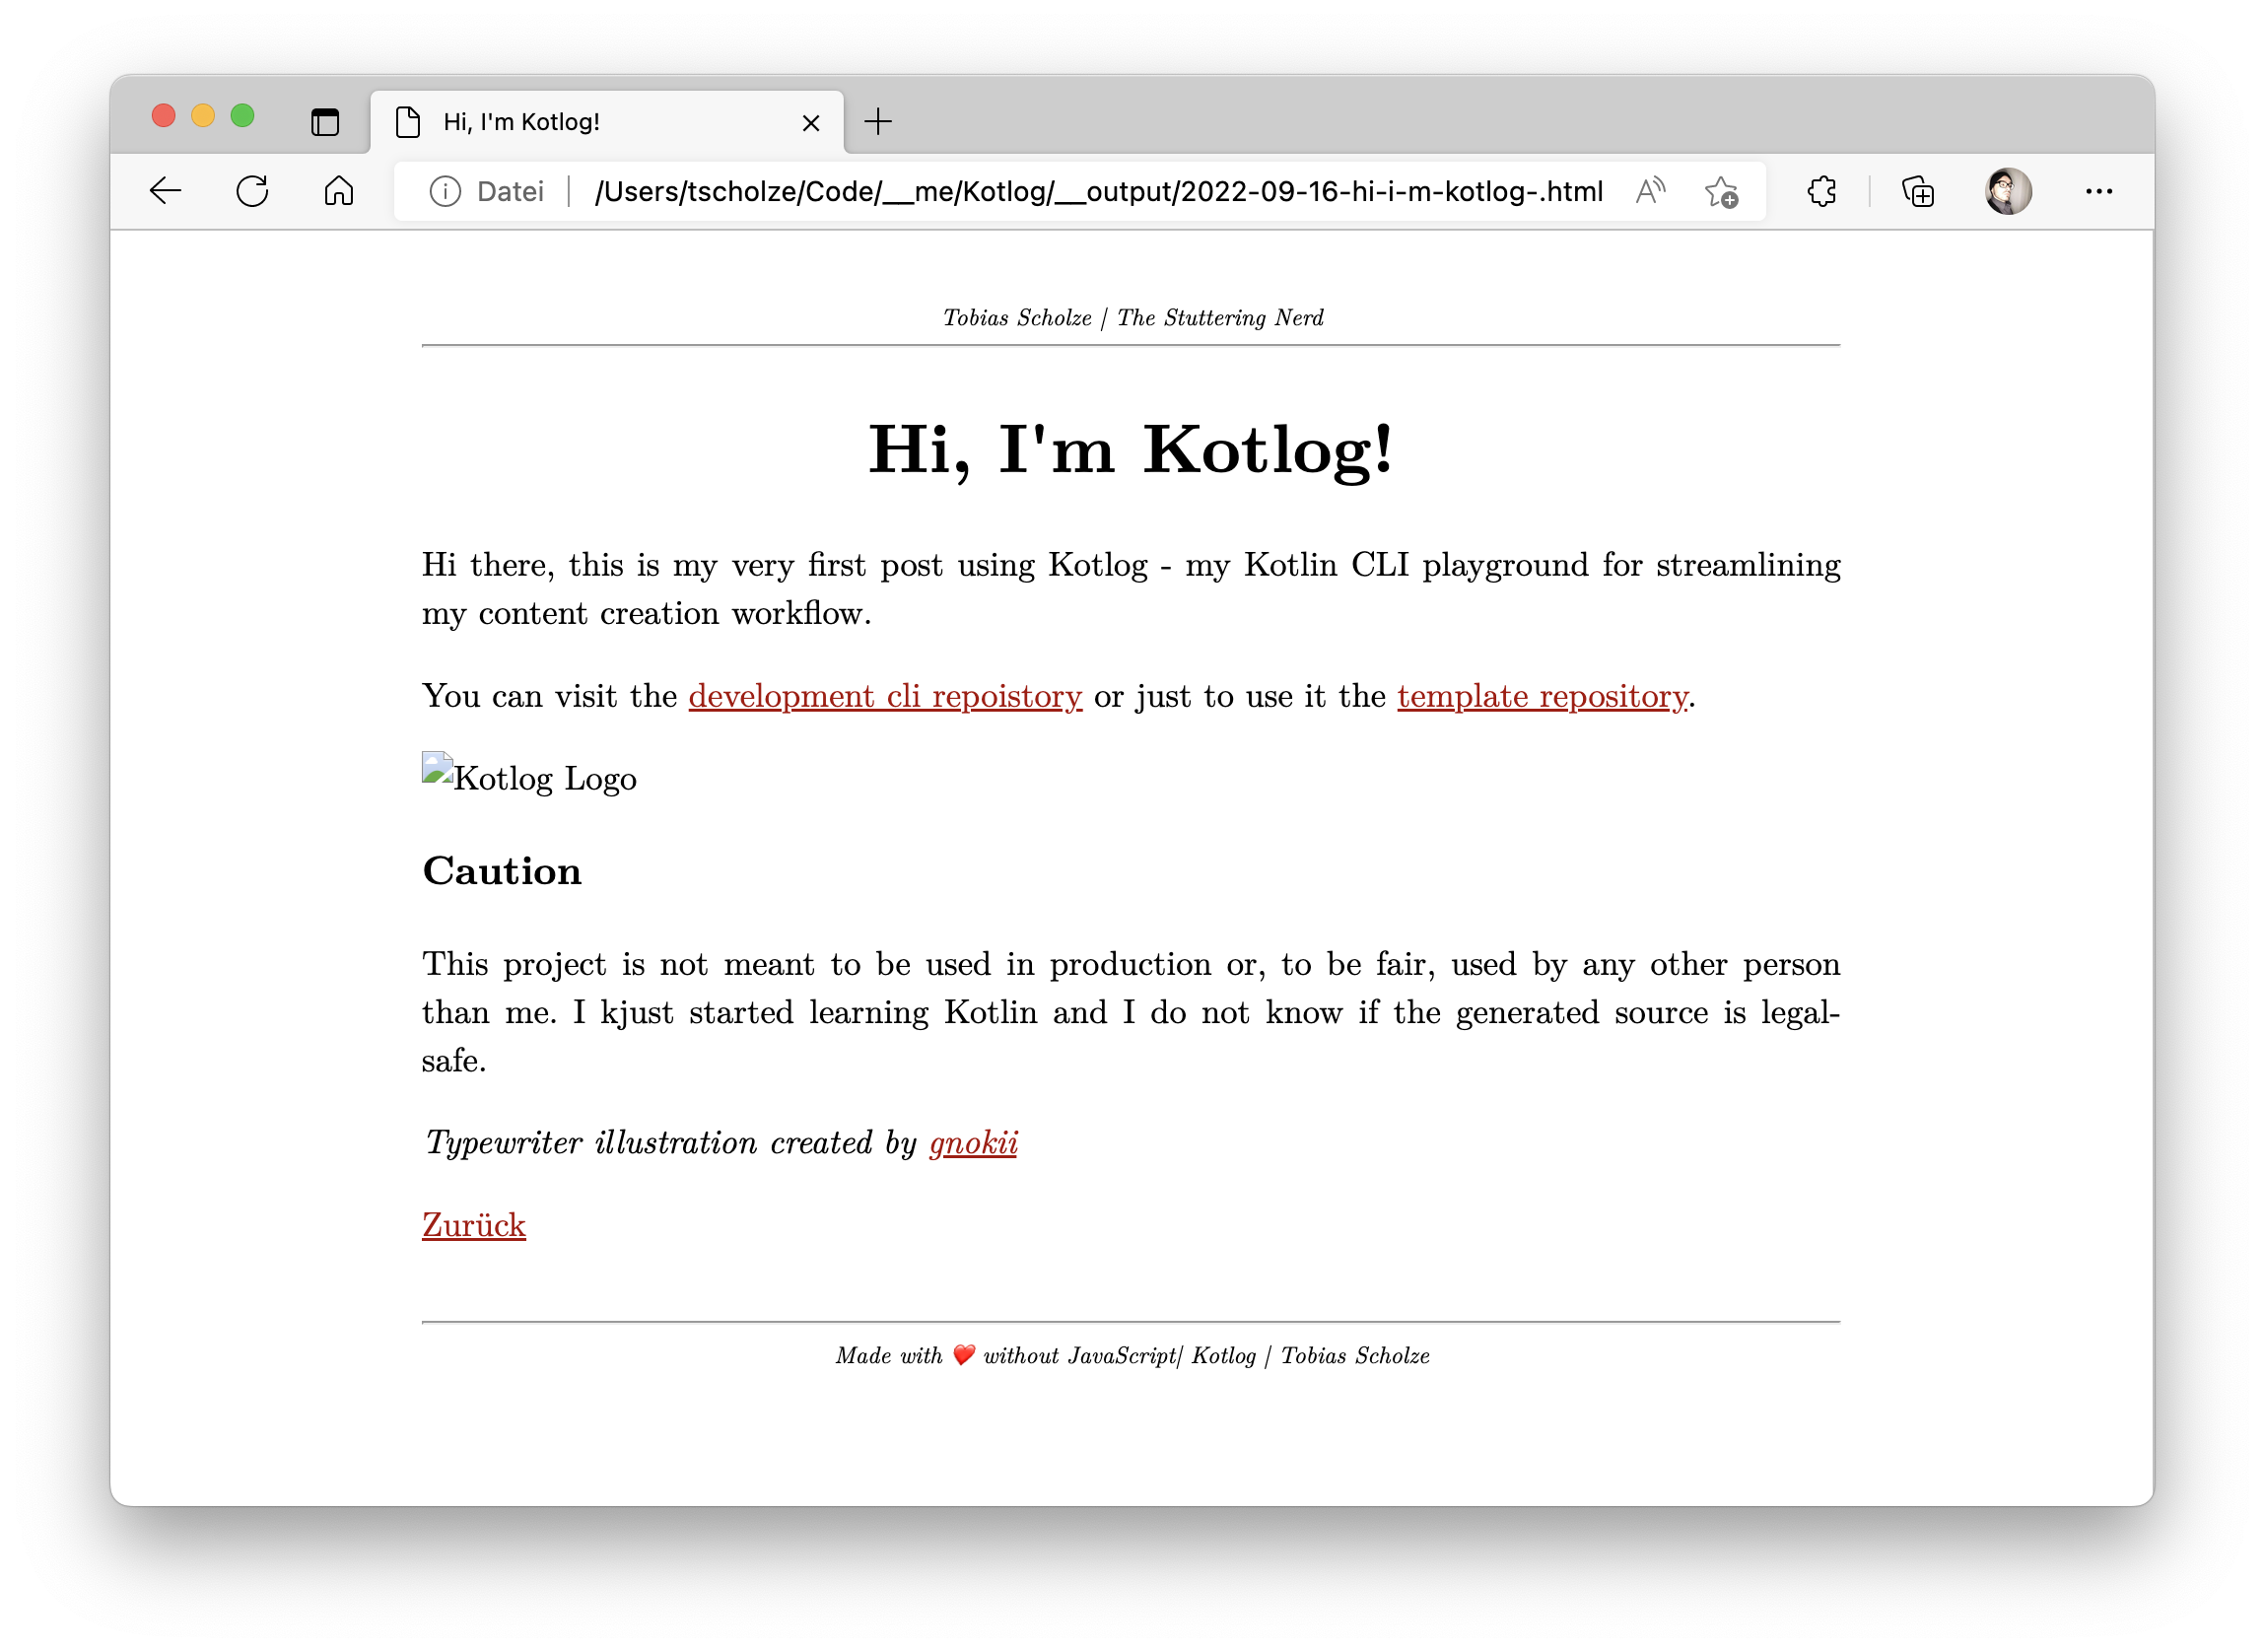 Hi, I'm Kotlog!
Datei | /Users/tscholze/Code/__me/Kotlog/__output/2022-09-16-hi-i-m-kotlog-.html
Tobias Scholze | The Stuttering Nerd
Hi, I'm Kotlog!
Hi there, this is my very first post using Kotlog - my Kotlin CLI playground for streamlining
my content creation workflow.
You can visit the development cli repoistory or just to use it the template repository.
Kotlog Logo
Caution
This project is not meant to be used in production or, to be fair, used by any other person
than me. I kjust started learning Kotlin and I do not know if the generated source is legal-
safe.
Typewriter illustration created by gnokii
Zurück
Made with ❤️ without JavaScript| Kotlog | Tobias Scholze